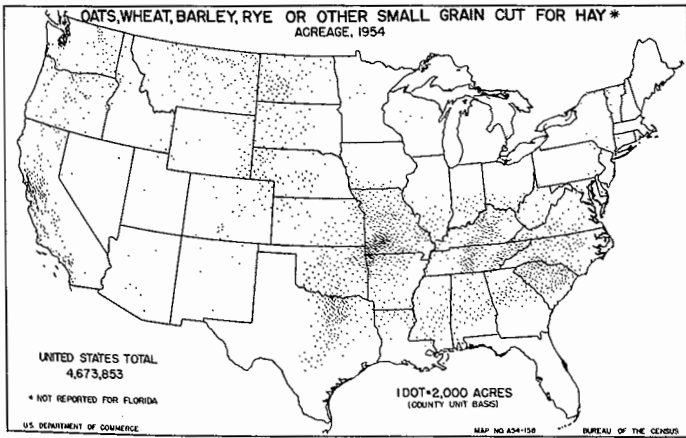 OATS, WHEAT, BARLEY, RYE OR OTHER SMALL GRAIN CUT FOR HAY *
ACREAGE, 1954
UNITED STATES TOTAL
4,673,853
* NOT REPORTED FOR FLORIDA
1 DOT=2,000 ACRES
(COUNTY UNIT BASIS)
U.S. DEPARTMENT OF COMMERCE
MAP NO. A54-158
BUREAU OF THE CENSUS